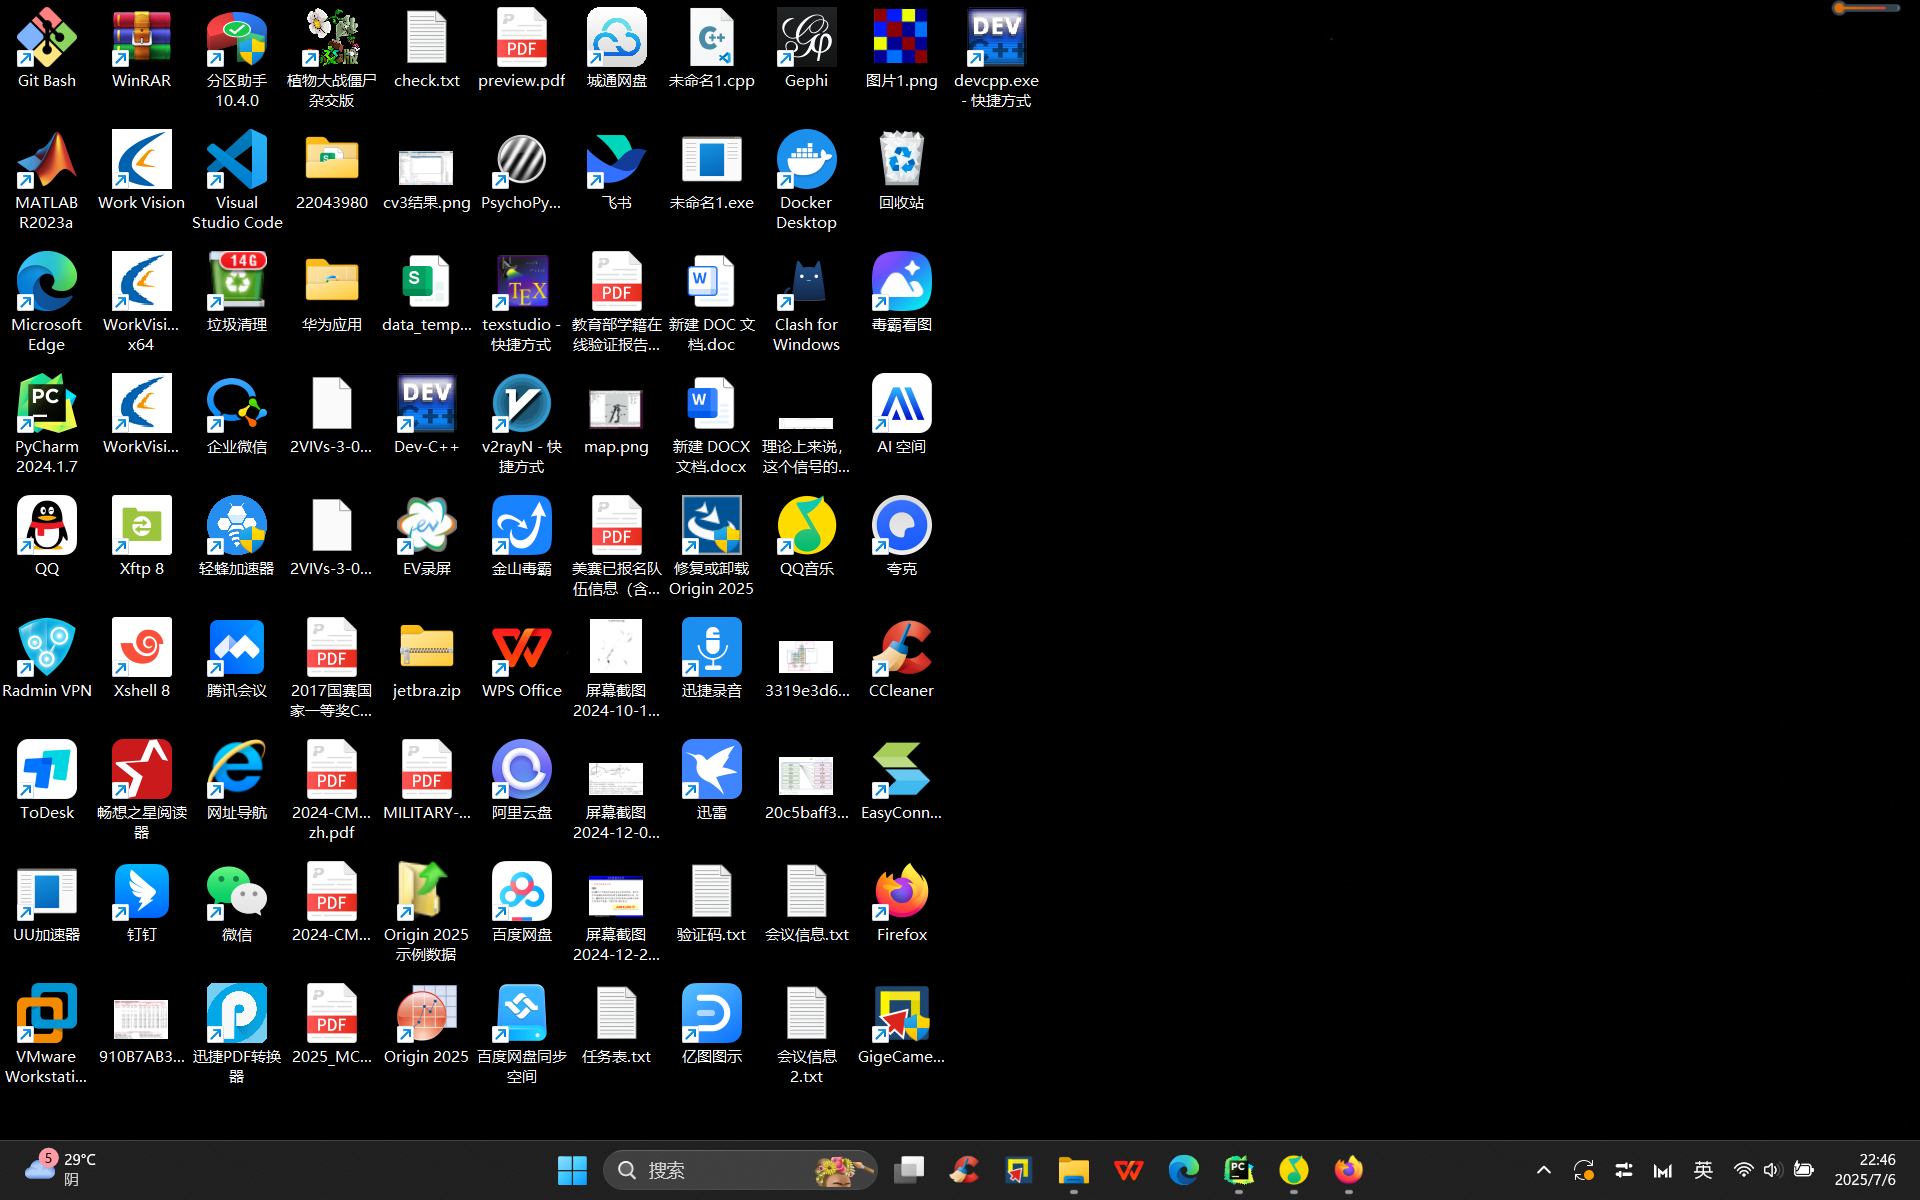 Git Bash
WinRAR
分区助手
10.4.0
植物大战僵尸
杂交版
check.txt
preview.pdf
城通网盘
未命名1.cpp
Gephi
图片1.png
devcpp.exe
- 快捷方式
MATLAB
R2023a
Work Vision
Visual
Studio Code
22043980
cv3结果.png
PsychoPy...
飞书
未命名1.exe
Docker
Desktop
回收站
14G
Microsoft
Edge
WorkVisi...
x64
垃圾清理
华为应用
data_temp...
texstudio -
快捷方式
教育部学籍在
线验证报告...
新建 DOC 文
档.doc
Clash for
Windows
毒霸看图
PyCharm
2024.1.7
WorkVisi...
企业微信
2VIVs-3-0...
Dev-C++
v2rayN - 快
捷方式
map.png
新建 DOCX
文档.docx
理论上来说，
这个信号的...
AI 空间
QQ
Xftp 8
轻蜂加速器
2VIVs-3-0...
EV录屏
金山毒霸
美赛已报名队
伍信息（含...
修复或卸载
Origin 2025
QQ音乐
夸克
Radmin VPN
Xshell 8
腾讯会议
2017国赛国
家一等奖C...
jetbra.zip
WPS Office
屏幕截图
2024-10-1...
迅捷录音
3319e3d6...
CCleaner
ToDesk
畅想之星阅读
器
网址导航
2024-CM...
zh.pdf
MILITARY-...
阿里云盘
屏幕截图
2024-12-0...
迅雷
20c5baff3...
EasyConn...
UU加速器
钉钉
微信
2024-CM...
Origin 2025
示例数据
百度网盘
屏幕截图
2024-12-2...
验证码.txt
会议信息.txt
Firefox
VMware
Workstati...
910B7AB3...
迅捷PDF转换
器
2025_MC...
Origin 2025
百度网盘同步
空间
任务表.txt
亿图图示
会议信息
2.txt
GigeCame...
5
29°C
阴
搜索
英
22:46
2025/7/6